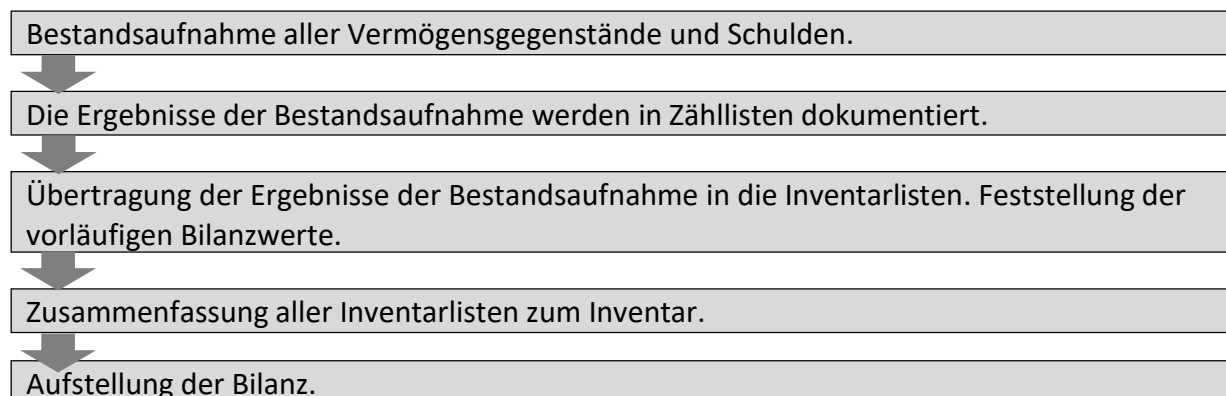 Bestandsaufnahme aller Vermögensgegenstände und Schulden.
Die Ergebnisse der Bestandsaufnahme werden in Zähllisten dokumentiert.
Übertragung der Ergebnisse der Bestandsaufnahme in die Inventarlisten. Feststellung der
vorläufigen Bilanzwerte.
Zusammenfassung aller Inventarlisten zum Inventar.
Aufstellung der Bilanz.